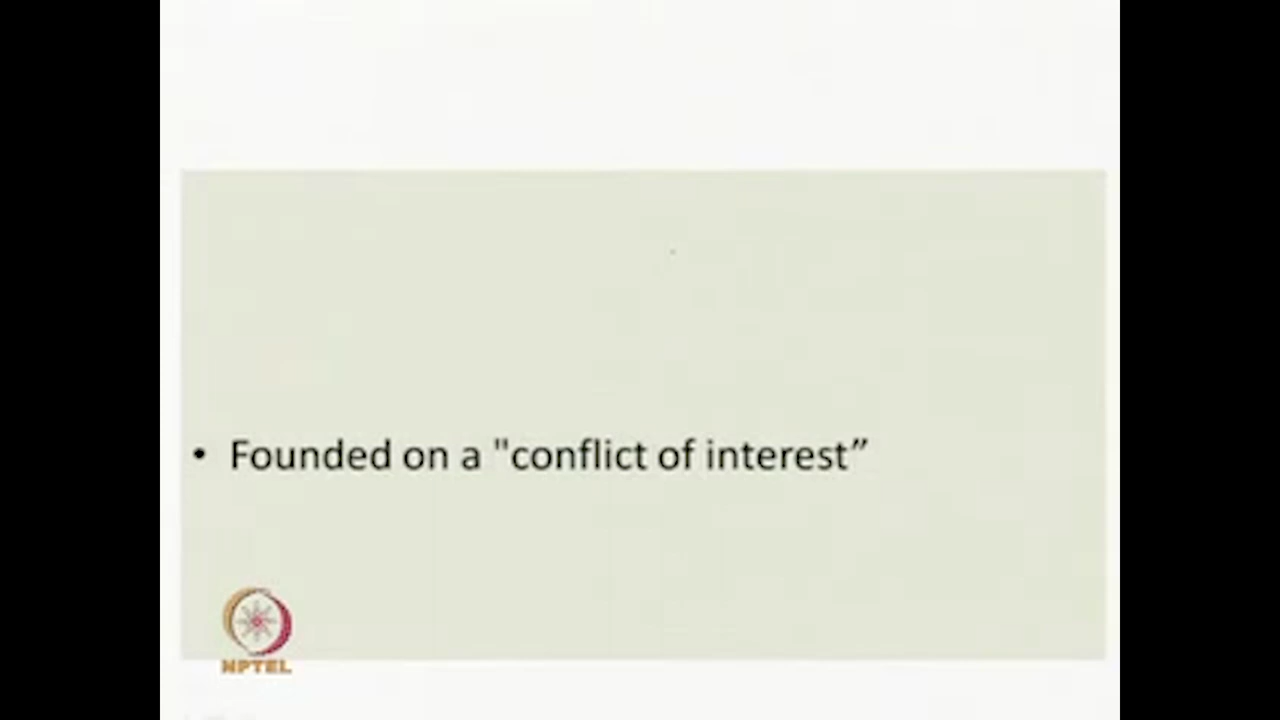 • Founded on a "conflict of interest”
NPTEL